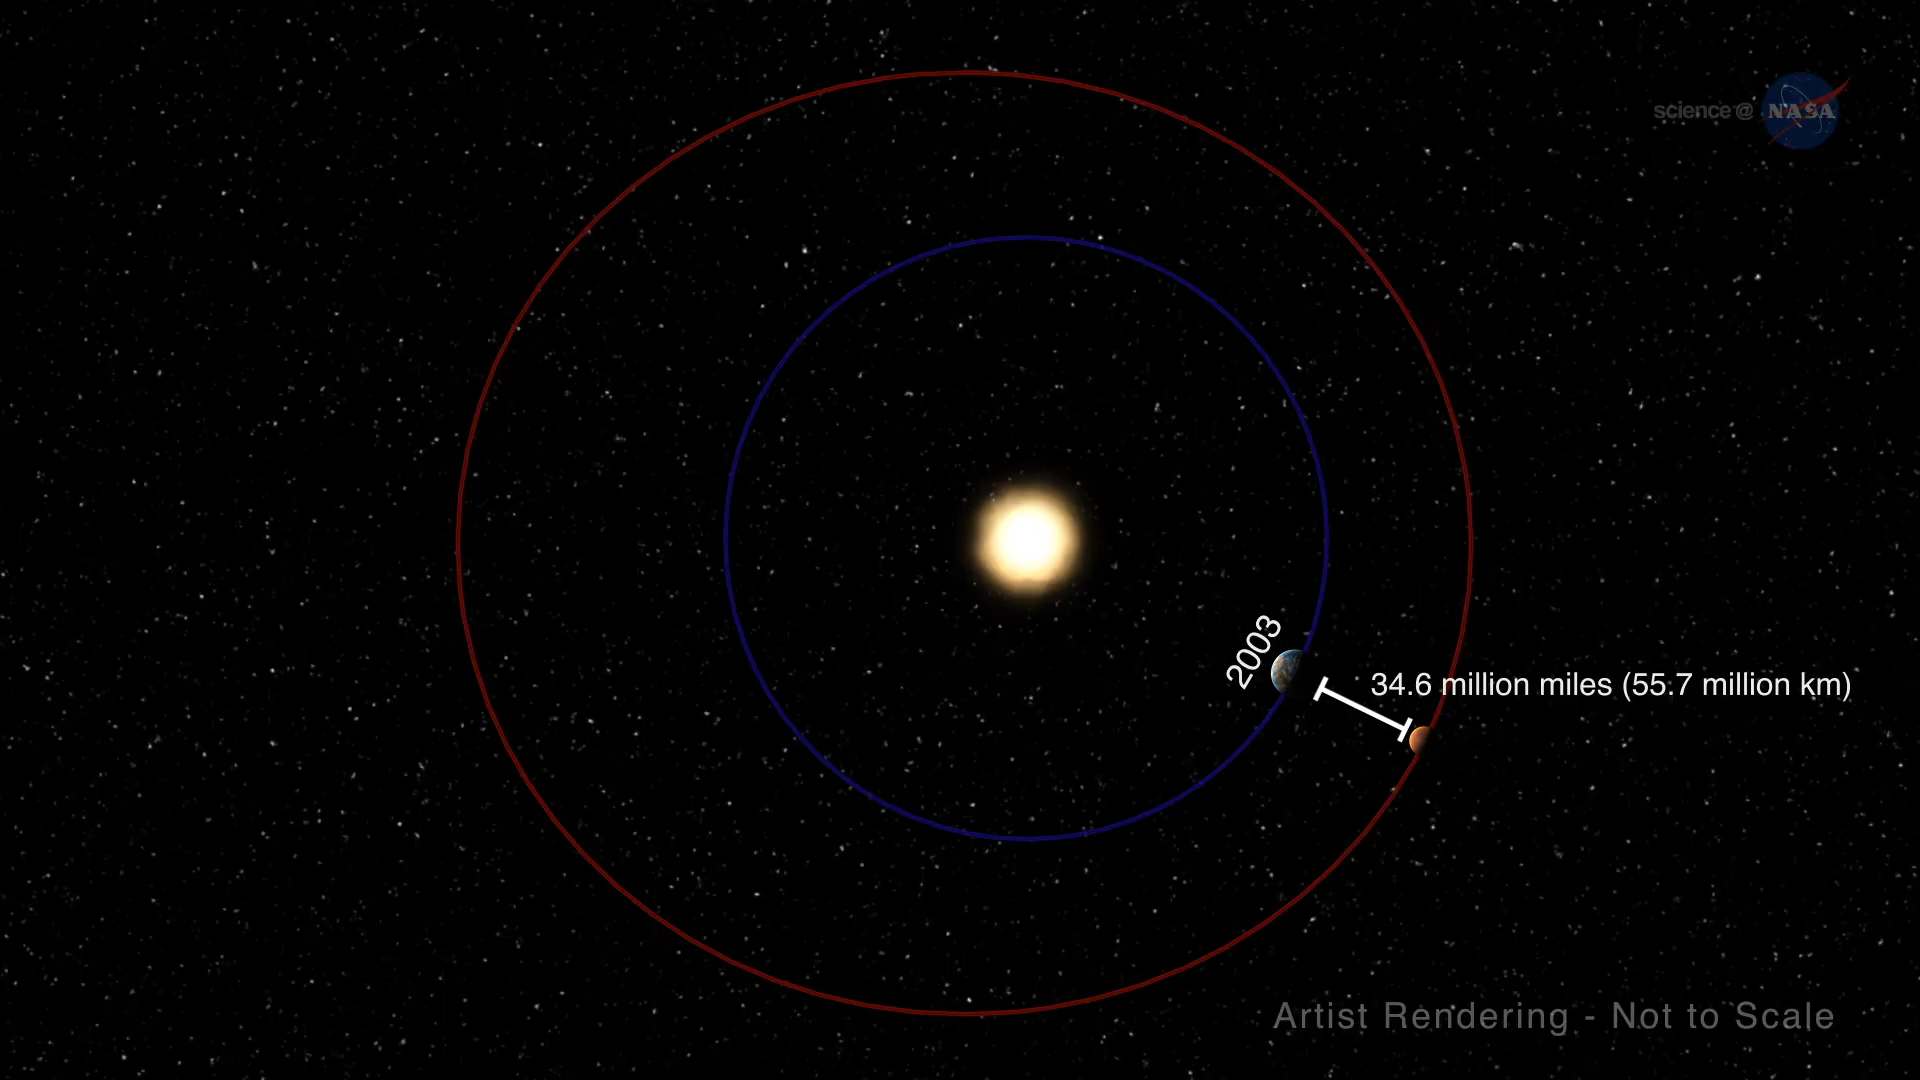 science@ NASA
2003
34.6 million miles (55.7 million km)
Artist Rendering - Not to Scale